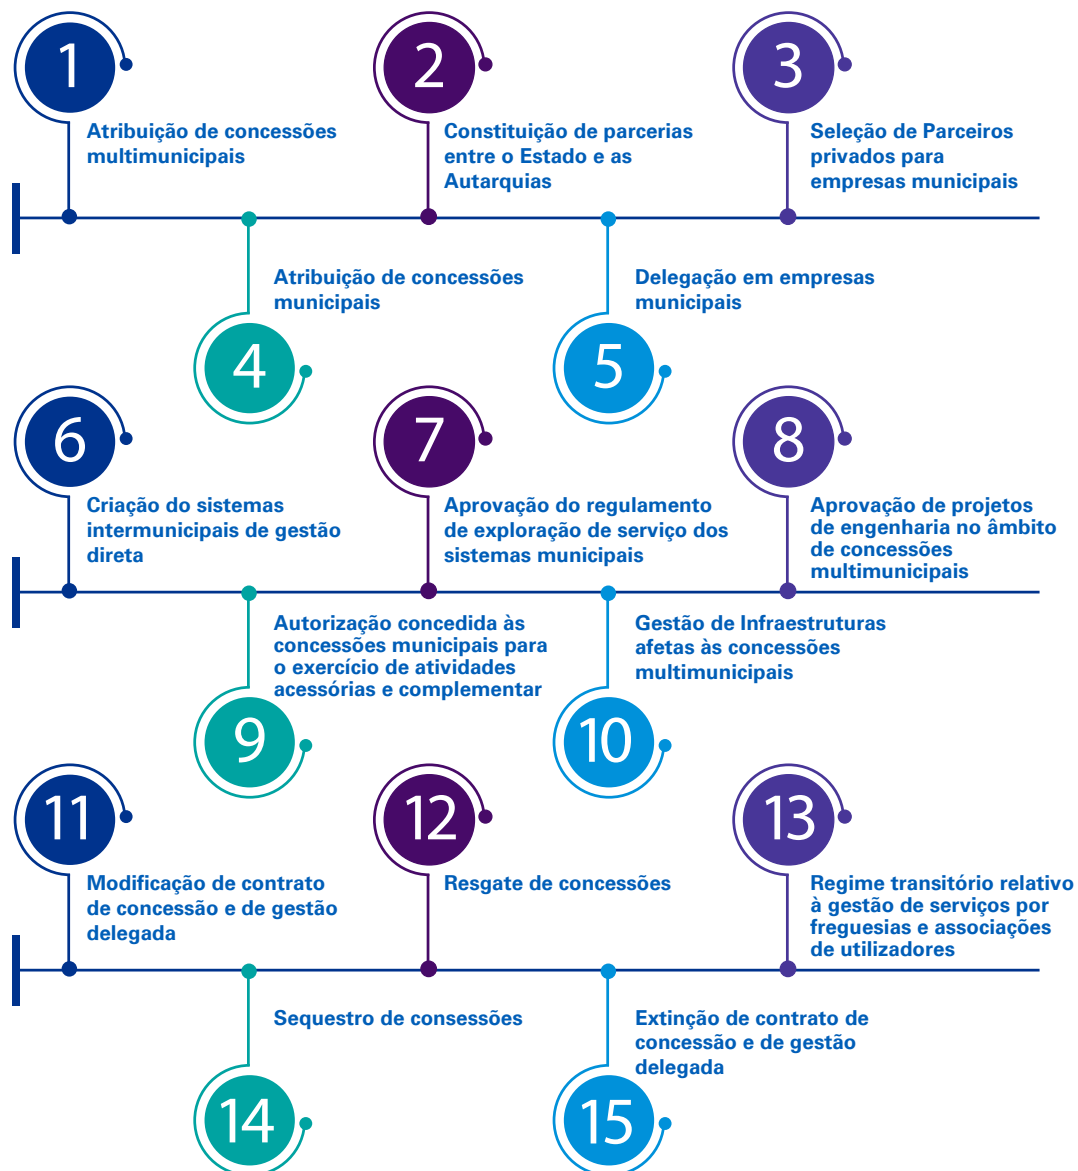 1
Atribuição de concessões
multimunicipais
2
Constituição de parcerias
entre o Estado e as
Autarquias
3
Seleção de Parceiros
privados para
empresas municipais
4
Atribuição de concessões
municipais
5
Delegação em empresas
municipais
6
Criação do sistemas
intermunicipais de gestão
direta
7
Aprovação do regulamento
de exploração de serviço dos
sistemas municipais
8
Aprovação de projetos
de engenharia no âmbito
de concessões
multimunicipais
9
Autorização concedida às
concessões municipais para
o exercício de atividades
acessórias e complementar
10
Gestão de Infraestruturas
afetas às concessões
multimunicipais
11
Modificação de contrato
de concessão e de gestão
delegada
12
Resgate de concessões
13
Regime transitório relativo
à gestão de serviços por
freguesias e associações
de utilizadores
14
Sequestro de consessões
15
Extinção de contrato de
concessão e de gestão
delegada